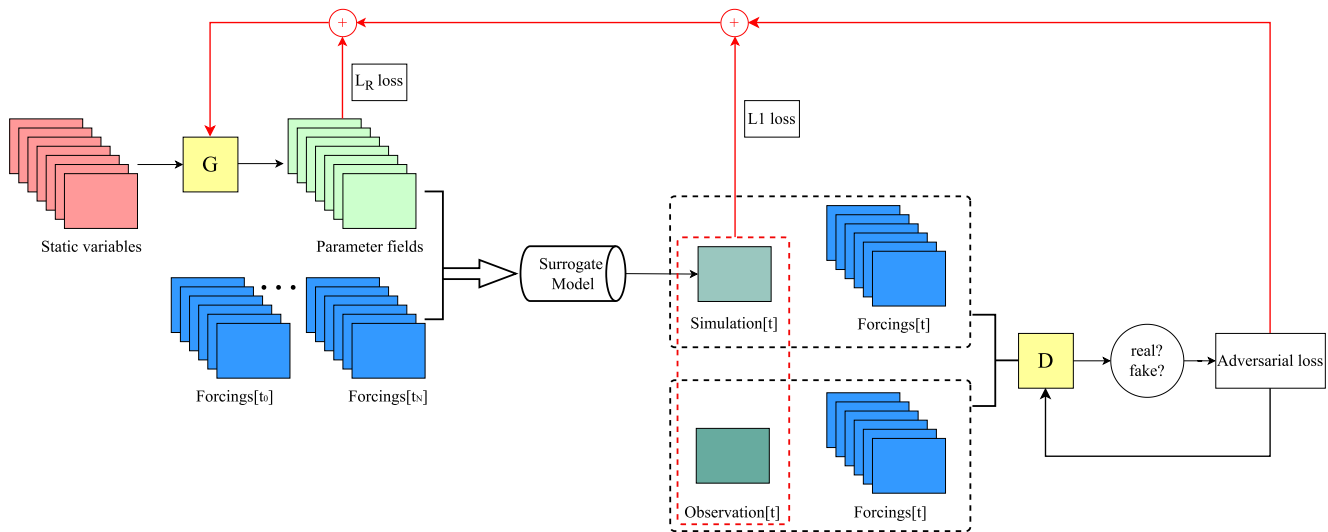 +
+
L_R loss
L1 loss
G
Static variables
Parameter fields
Surrogate
Model
Simulation[t]
Forcings[t]
Forcings[t₀]
Forcings[t_N]
D
real?
fake?
Adversarial loss
Observation[t]
Forcings[t]